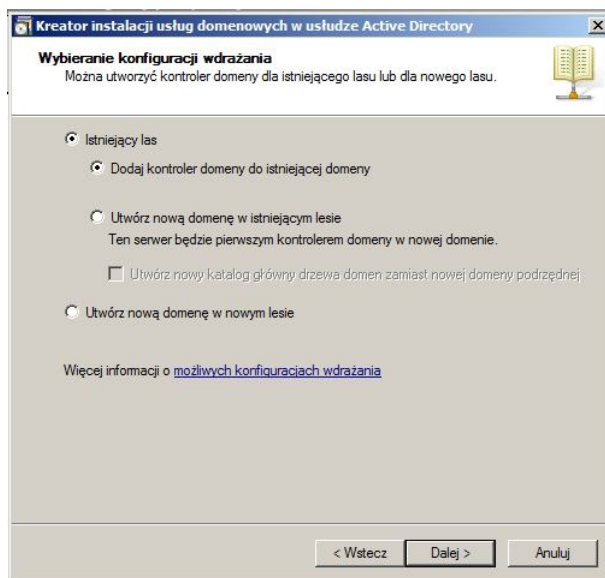 Kreator instalacji usług domenowych w usłudze Active Directory
Wybieranie konfiguracji wdrażania
Można utworzyć kontroler domeny dla istniejącego lasu lub dla nowego lasu.
Istniejący las
Dodaj kontroler domeny do istniejącej domeny
Utwórz nową domenę w istniejącym lesie
Ten serwer będzie pierwszym kontrolerem domeny w nowej domenie.
Utwórz nowy katalog główny drzewa domen zamiast nowej domeny podrzędnej
Utwórz nową domenę w nowym lesie
Więcej informacji o możliwych konfiguracjach wdrażania
< Wstecz Dalej > Anuluj